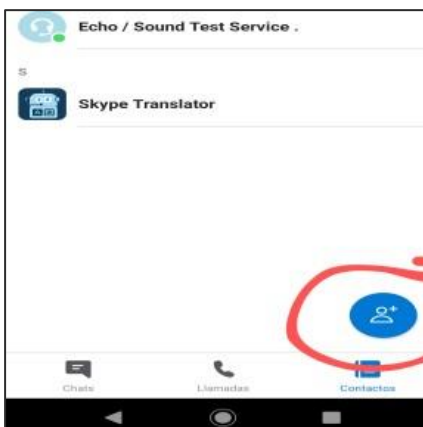 Echo / Sound Test Service .
S
Skype Translator
Chats
Llamadas
Contactos